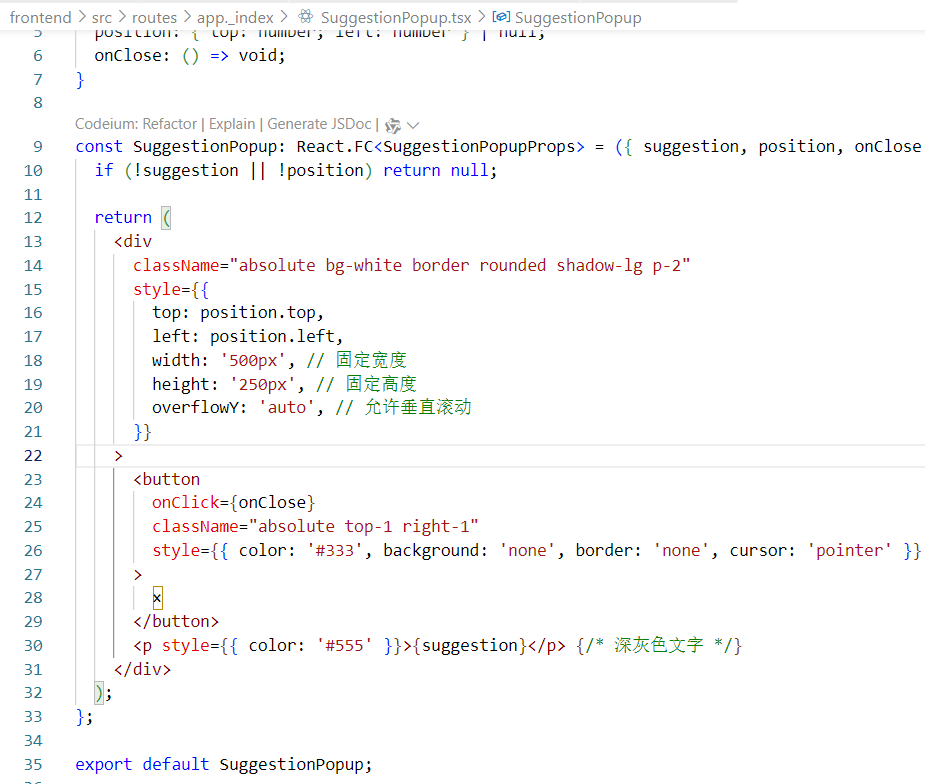 frontend > src > routes > app._index > SuggestionPopup.tsx > SuggestionPopup
5 position: { top: number; left: number } | null;
6 onClose: () => void;
7 }
8
Codeium: Refactor | Explain | Generate JSDoc |
9 const SuggestionPopup: React.FC<SuggestionPopupProps> = ({ suggestion, position, onClose
10 if (!suggestion || !position) return null;
11
12 return (
13 <div
14 className="absolute bg-white border rounded shadow-lg p-2"
15 style={{
16 top: position.top,
17 left: position.left,
18 width: '500px', // 固定宽度
19 height: '250px', // 固定高度
20 overflowY: 'auto', // 允许垂直滚动
21 }}
22 >
23 <button
24 onClick={onClose}
25 className="absolute top-1 right-1"
26 style={{ color: '#333', background: 'none', border: 'none', cursor: 'pointer' }}
27 >
28 ×
29 </button>
30 <p style={{ color: '#555' }}>{suggestion}</p> {/* 深灰色文字 */}
31 </div>
32 );
33 };
34
35 export default SuggestionPopup;